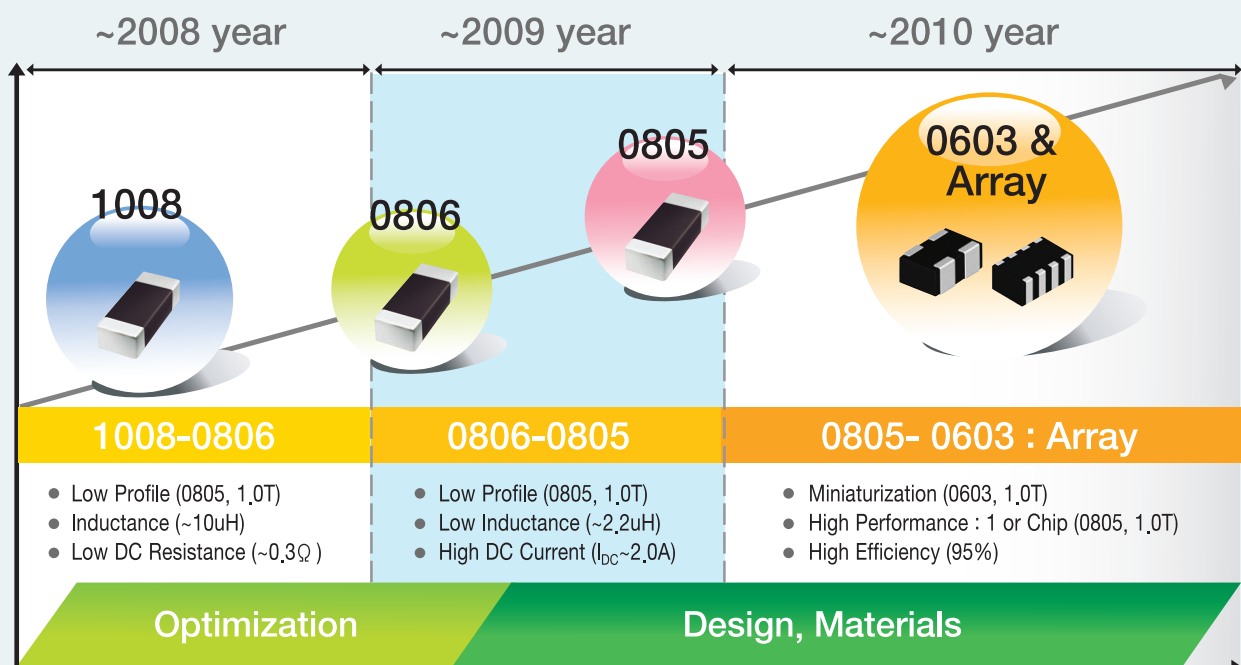 ~2008 year
~2009 year
~2010 year
1008
0806
0805
0603 &
Array
1008-0806
0806-0805
0805- 0603 : Array
● Low Profile (0805, 1.0T)
● Inductance (~10uH)
● Low DC Resistance (~0.3Ω )
● Low Profile (0805, 1.0T)
● Low Inductance (~2.2uH)
● High DC Current (I_DC~2.0A)
● Miniaturization (0603, 1.0T)
● High Performance : 1 or Chip (0805, 1.0T)
● High Efficiency (95%)
Optimization
Design, Materials